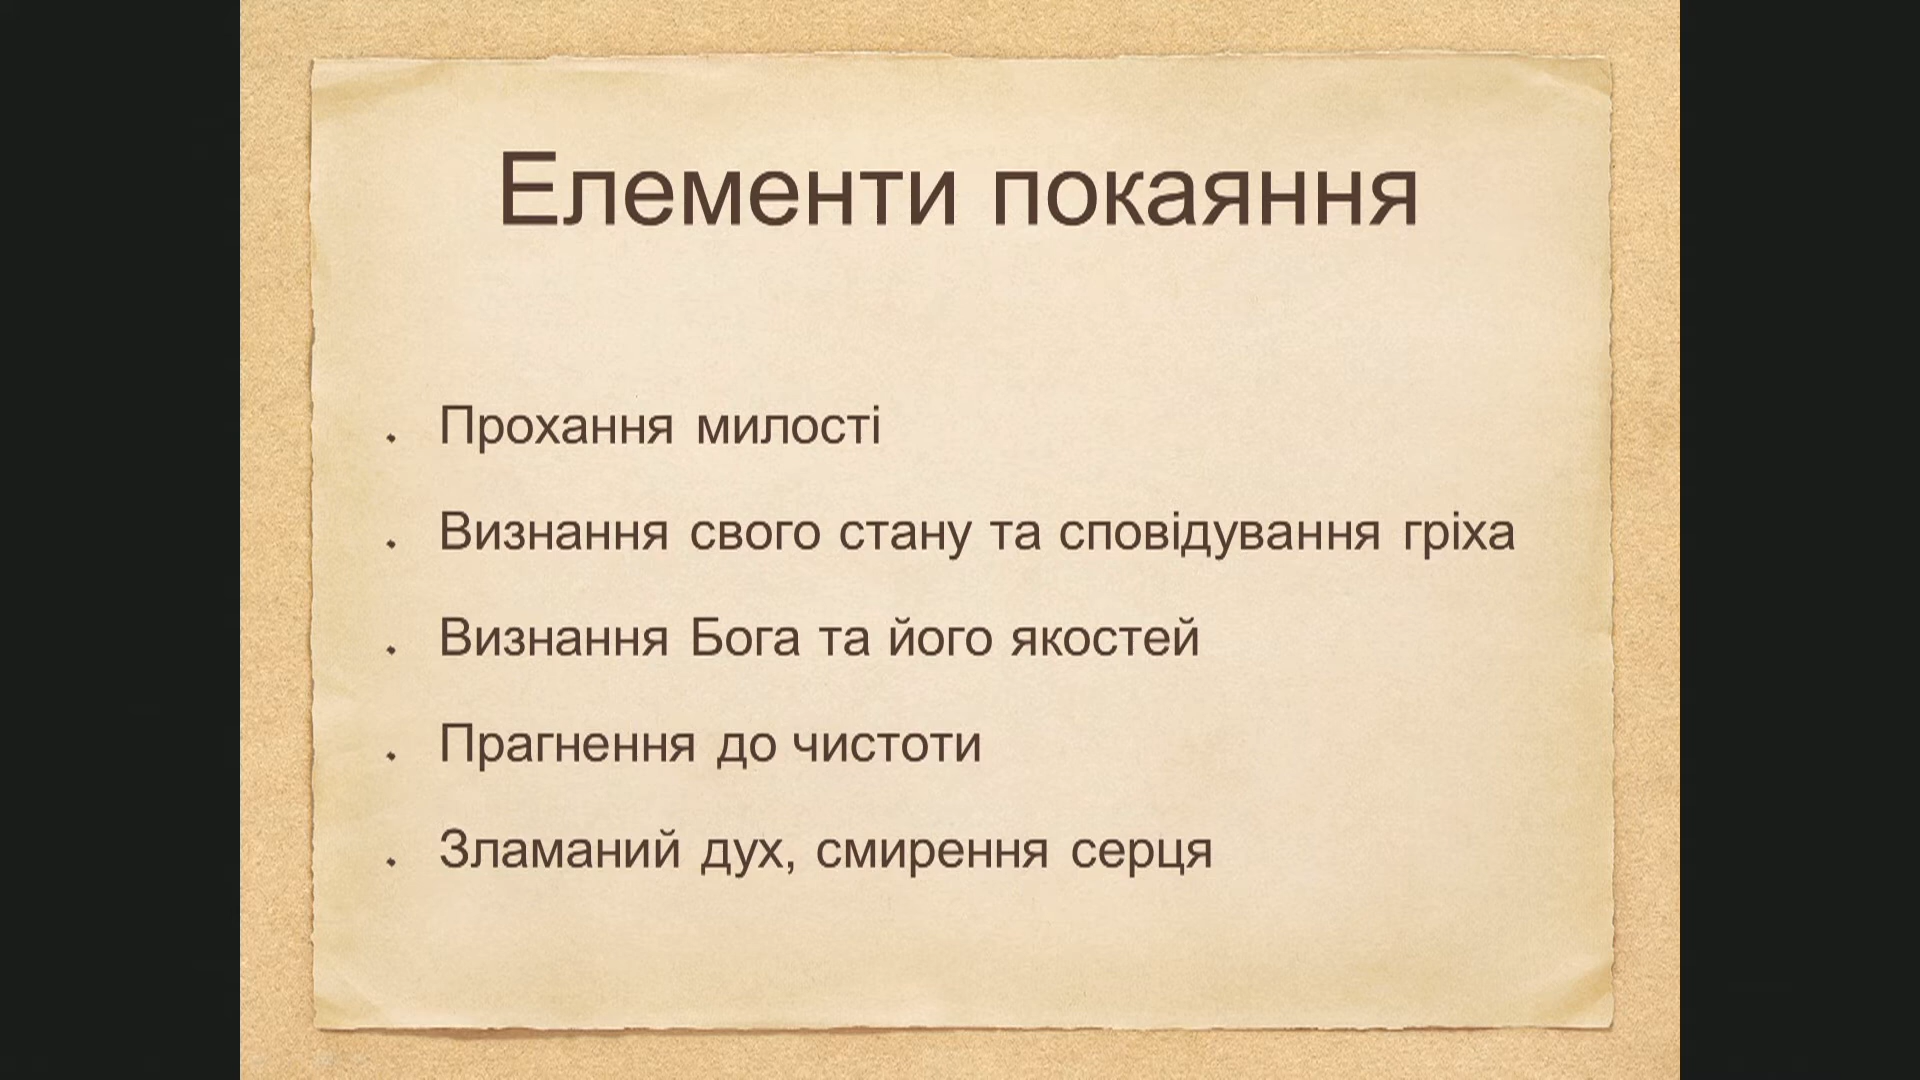 Елементи покаяння
Прохання милості
Визнання свого стану та сповідування гріха
Визнання Бога та його якостей
Прагнення до чистоти
Зламаний дух, смирення серця